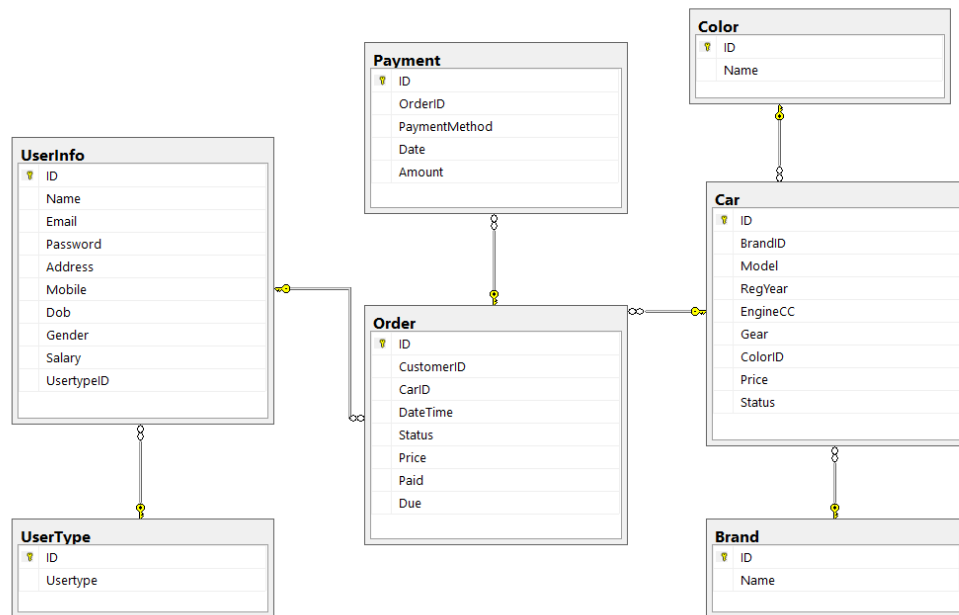 Color
ID
Name
Payment
ID
OrderID
PaymentMethod
Date
Amount
UserInfo
ID
Name
Email
Password
Address
Mobile
Dob
Gender
Salary
UsertypeID
Car
ID
BrandID
Model
RegYear
EngineCC
Gear
ColorID
Price
Status
Order
ID
CustomerID
CarID
DateTime
Status
Price
Paid
Due
UserType
ID
Usertype
Brand
ID
Name